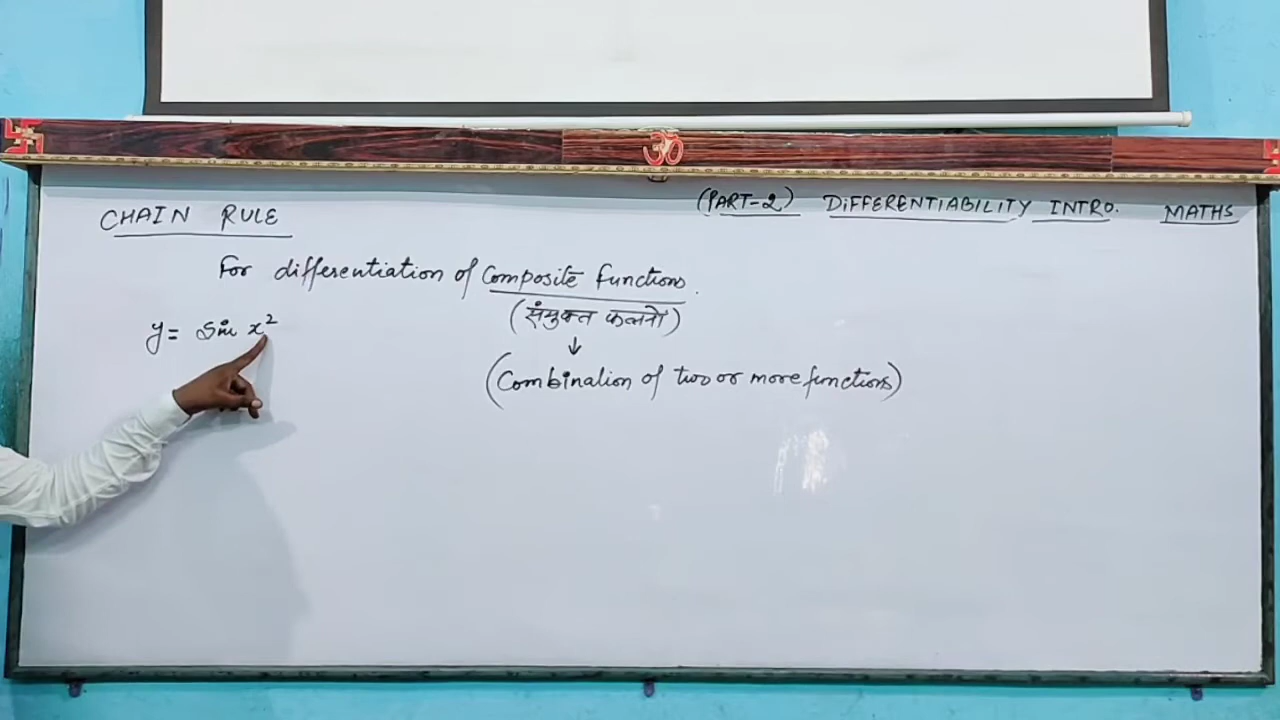 (PART-2) DIFFERENTIABILITY INTRO. MATHS
CHAIN RULE
For differentiation of Composite functions.
(संयुक्त फलनों)
↓
(Combination of two or more functions)
y = Sin x²
ॐ